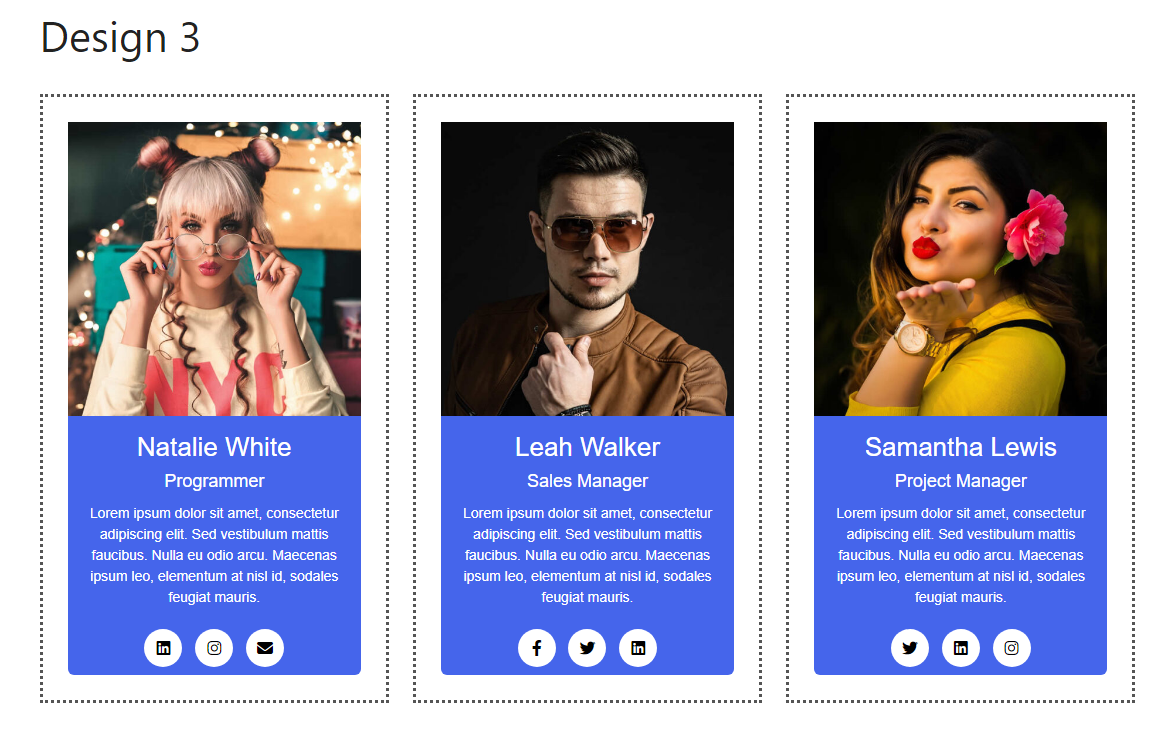 Design 3
NYC
Natalie White
Programmer
Lorem ipsum dolor sit amet, consectetur
adipiscing elit. Sed vestibulum mattis
faucibus. Nulla eu odio arcu. Maecenas
ipsum leo, elementum at nisl id, sodales
feugiat mauris.
in
Leah Walker
Sales Manager
Lorem ipsum dolor sit amet, consectetur
adipiscing elit. Sed vestibulum mattis
faucibus. Nulla eu odio arcu. Maecenas
ipsum leo, elementum at nisl id, sodales
feugiat mauris.
f
in
Samantha Lewis
Project Manager
Lorem ipsum dolor sit amet, consectetur
adipiscing elit. Sed vestibulum mattis
faucibus. Nulla eu odio arcu. Maecenas
ipsum leo, elementum at nisl id, sodales
feugiat mauris.
in